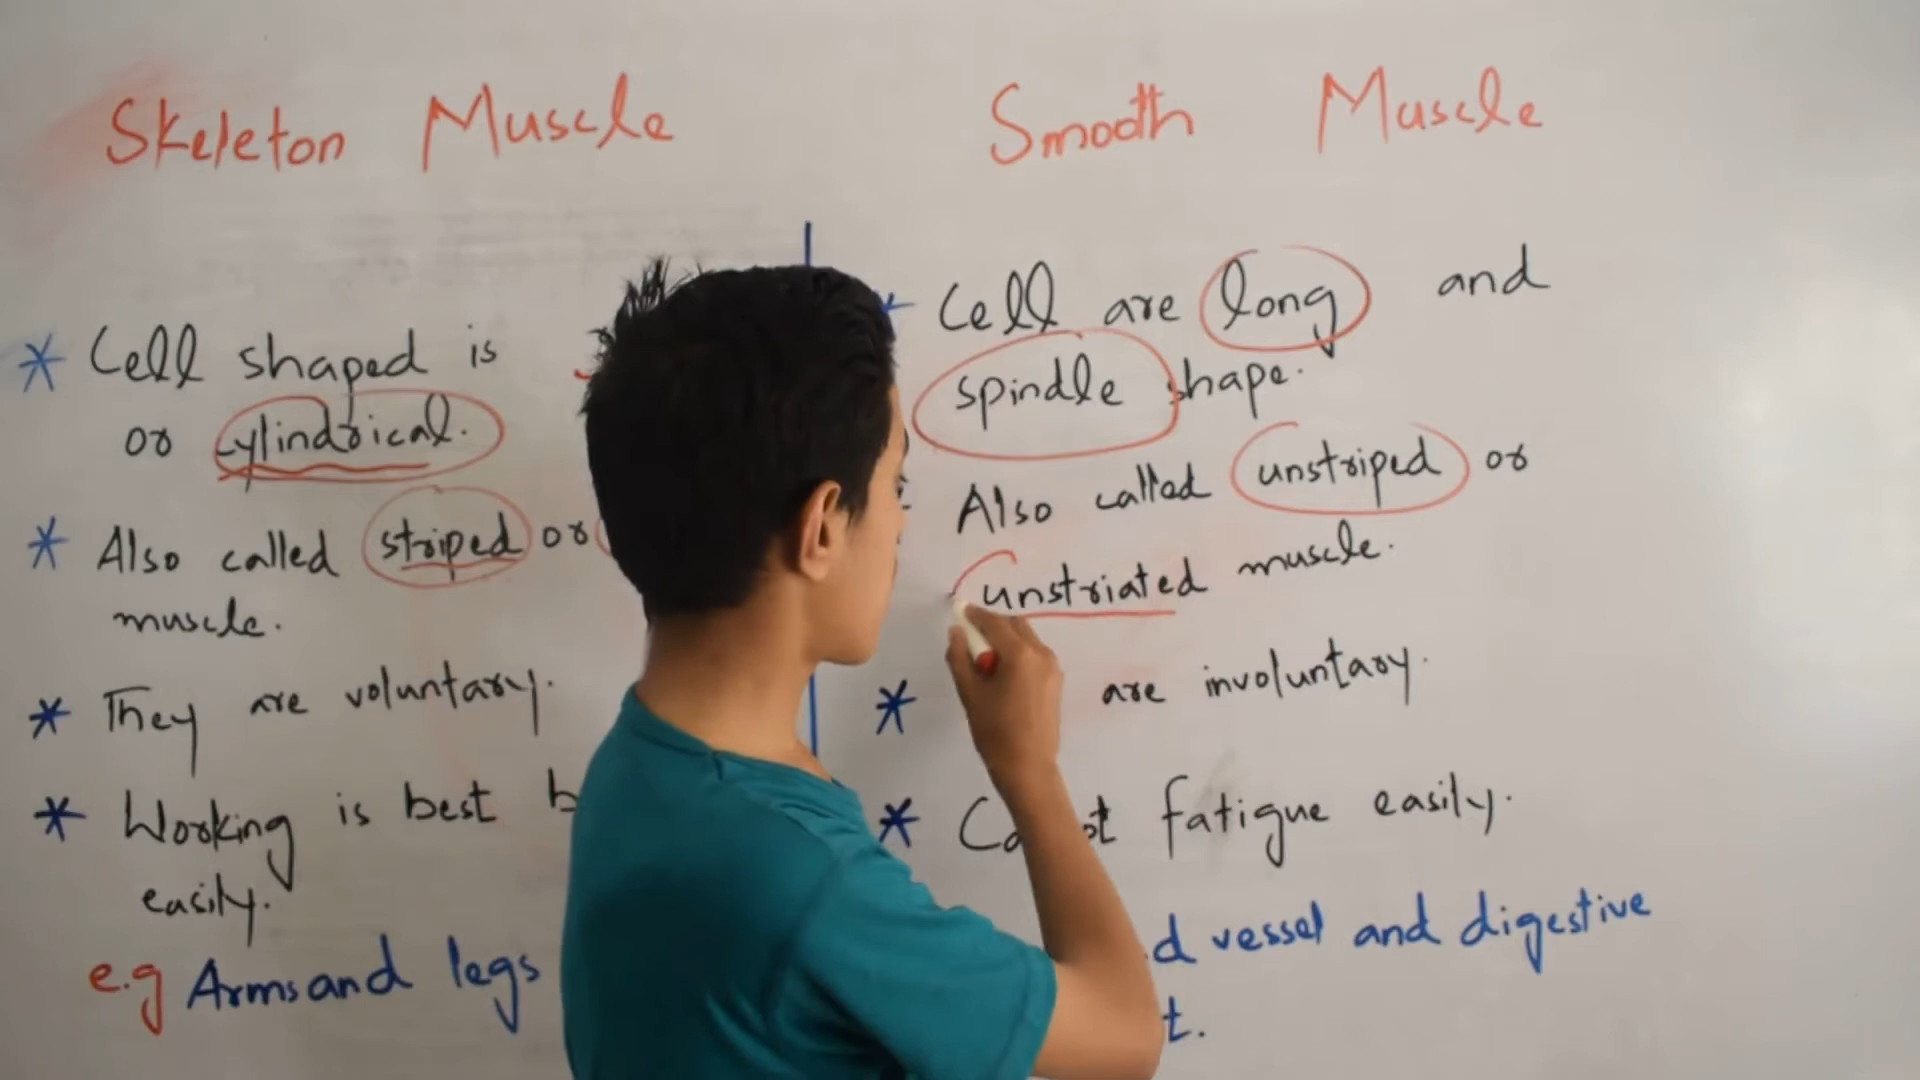 Skeleton Muscle
* Cell shaped is
or cylindrical.
* Also called striped or
muscle.
* They are voluntary.
* Working is best
easily.
e.g Arms and legs
Smooth Muscle
Cell are long and
spindle shape.
Also called unstriped or
unstriated muscle.
* are involuntary.
* fatigue easily.
vessel and digestive